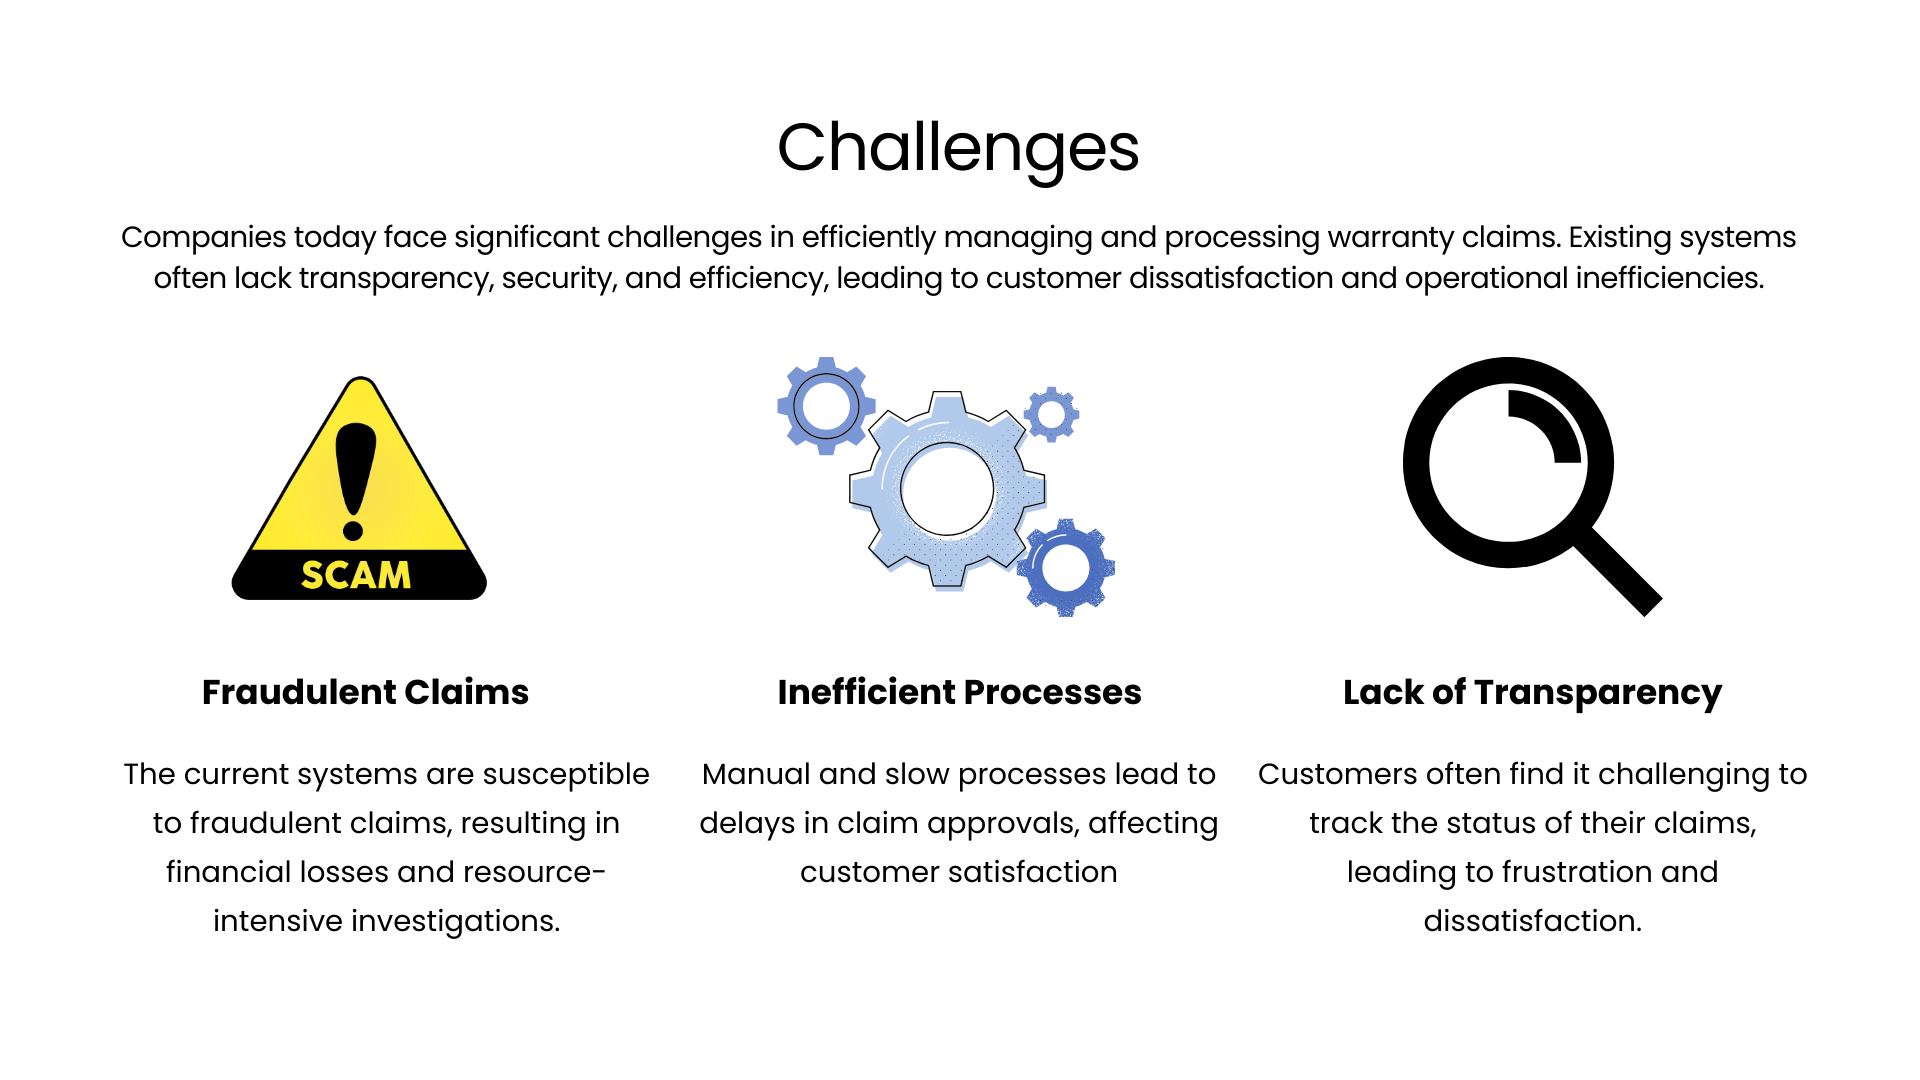 Challenges
Companies today face significant challenges in efficiently managing and processing warranty claims. Existing systems
often lack transparency, security, and efficiency, leading to customer dissatisfaction and operational inefficiencies.
SCAM
Fraudulent Claims
The current systems are susceptible
to fraudulent claims, resulting in
financial losses and resource-
intensive investigations.
Inefficient Processes
Manual and slow processes lead to
delays in claim approvals, affecting
customer satisfaction
Lack of Transparency
Customers often find it challenging to
track the status of their claims,
leading to frustration and
dissatisfaction.